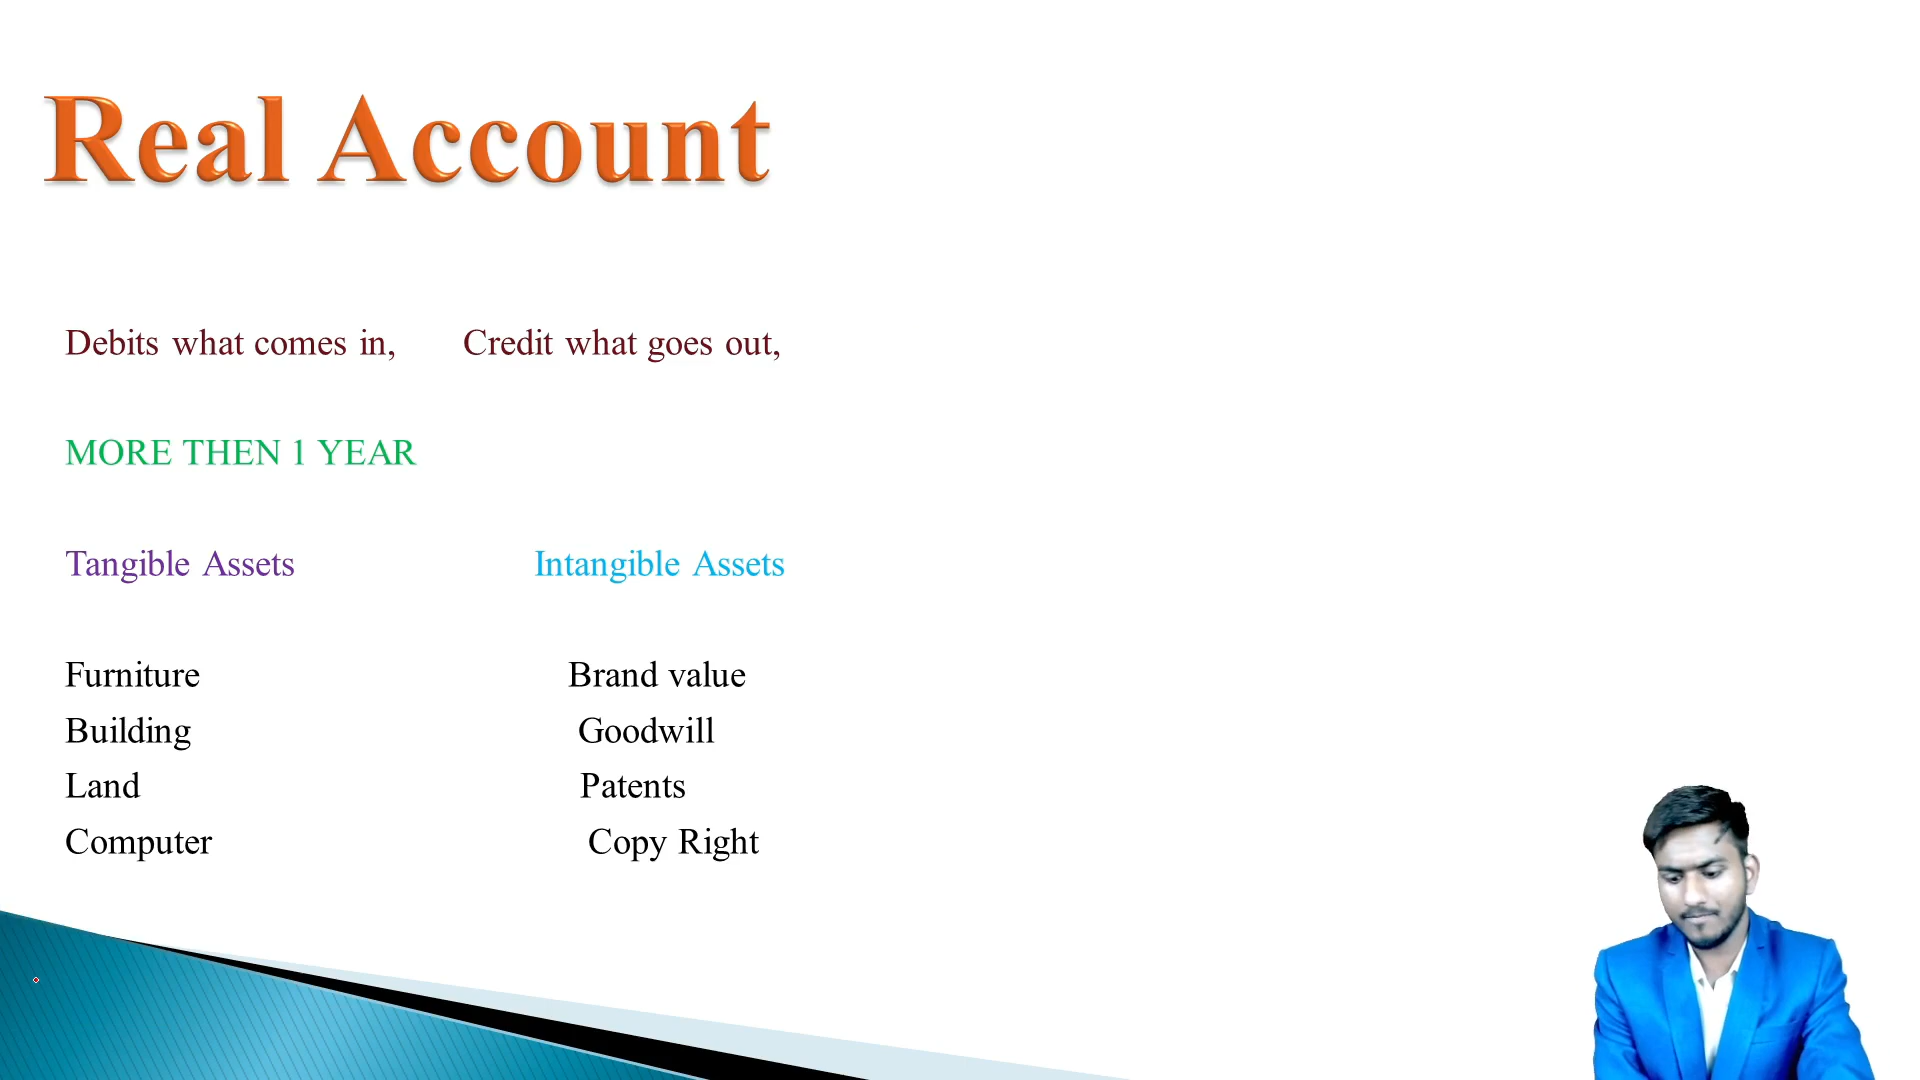 Real Account
Debits what comes in, Credit what goes out,
MORE THEN 1 YEAR
Tangible Assets Intangible Assets
Furniture Brand value
Building Goodwill
Land Patents
Computer Copy Right